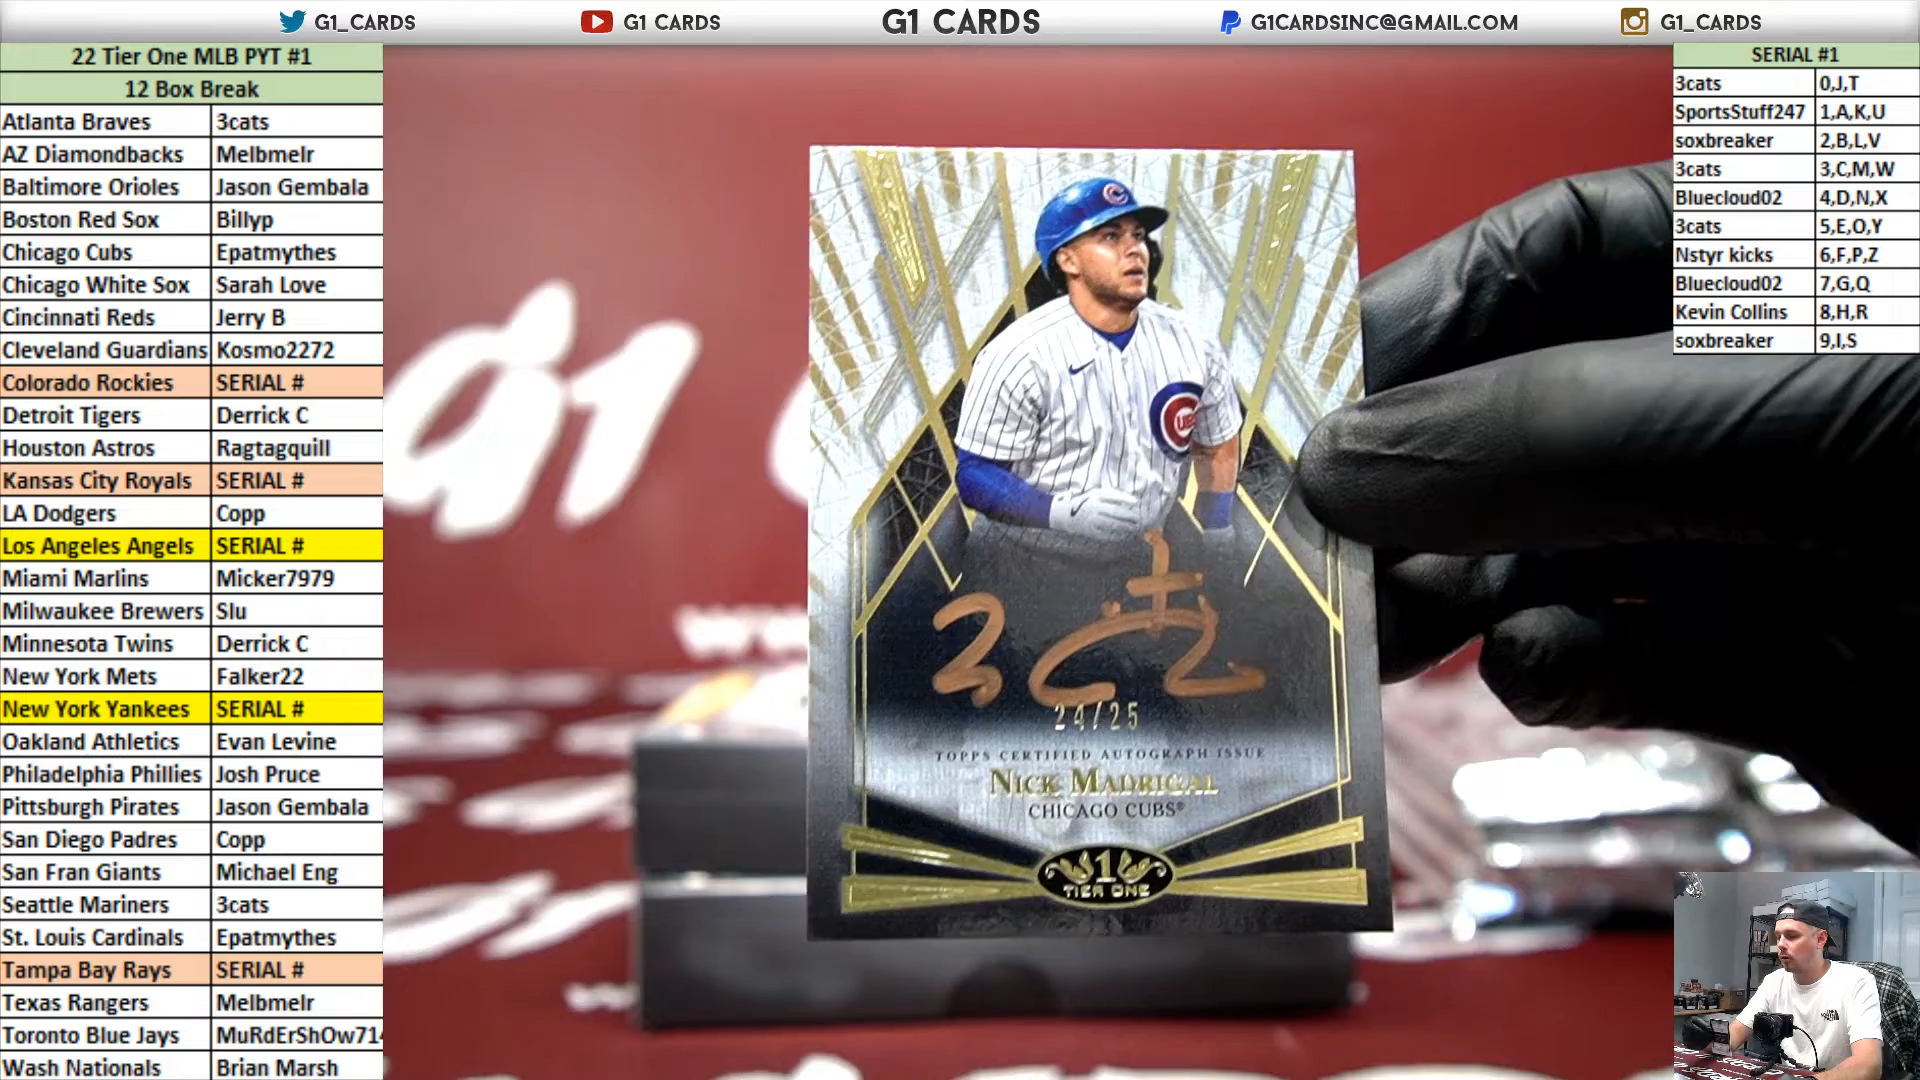 G1_CARDS G1 CARDS G1 CARDS G1CARDSINC@GMAIL.COM G1_CARDS
22 Tier One MLB PYT #1
12 Box Break
Atlanta Braves 3cats
AZ Diamondbacks Melbmelr
Baltimore Orioles Jason Gembala
Boston Red Sox Billyp
Chicago Cubs Epatmythes
Chicago White Sox Sarah Love
Cincinnati Reds Jerry B
Cleveland Guardians Kosmo2272
Colorado Rockies SERIAL #
Detroit Tigers Derrick C
Houston Astros Ragtagquill
Kansas City Royals SERIAL #
LA Dodgers Copp
Los Angeles Angels SERIAL #
Miami Marlins Micker7979
Milwaukee Brewers Slu
Minnesota Twins Derrick C
New York Mets Falker22
New York Yankees SERIAL #
Oakland Athletics Evan Levine
Philadelphia Phillies Josh Pruce
Pittsburgh Pirates Jason Gembala
San Diego Padres Copp
San Fran Giants Michael Eng
Seattle Mariners 3cats
St. Louis Cardinals Epatmythes
Tampa Bay Rays SERIAL #
Texas Rangers Melbmelr
Toronto Blue Jays MuRdErShOw714
Wash Nationals Brian Marsh
SERIAL #1
3cats 0,J,T
SportsStuff247 1,A,K,U
soxbreaker 2,B,L,V
3cats 3,C,M,W
Bluecloud02 4,D,N,X
3cats 5,E,O,Y
Nstyr kicks 6,F,P,Z
Bluecloud02 7,G,Q
Kevin Collins 8,H,R
soxbreaker 9,I,S
G1
24/25
TOPPS CERTIFIED AUTOGRAPH ISSUE
NICK MADRIGAL
CHICAGO CUBS®
1
TIER ONE